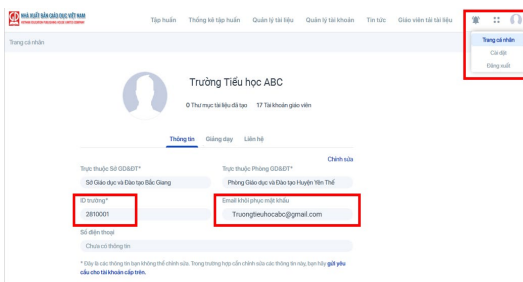 NHÀ XUẤT BẢN GIÁO DỤC VIỆT NAM
Tập huấn Thống kê tập huấn Quản lý tài liệu Quản lý tài khoản Tin tức Giáo viên tải tài liệu
Trang cá nhân
Trang cá nhân
Cài đặt
Đăng xuất
Trường Tiểu học ABC
0 Thư mục tài liệu đã tạo 17 Tài khoản giáo viên
Thông tin Giảng dạy Liên hệ
Chỉnh sửa
Trực thuộc Sở GD&ĐT* Trực thuộc Phòng GD&ĐT*
Sở Giáo dục và Đào tạo Bắc Giang Phòng Giáo dục và Đào tạo Huyện Yên Thế
ID trường* Email khôi phục mật khẩu
2810001 Truongtieuhocabc@gmail.com
Số điện thoại
Chưa có thông tin
* Đây là các thông tin bạn không thể chỉnh sửa. Trong trường hợp cần chỉnh sửa các thông tin này, bạn hãy gửi yêu
cầu cho tài khoản cấp trên.